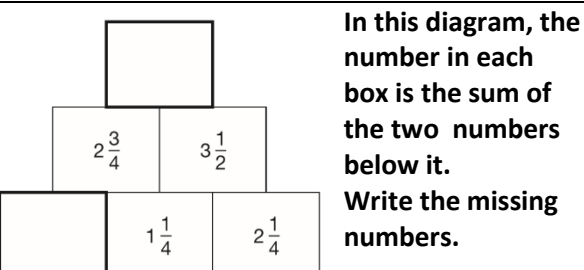 In this diagram, the
number in each
box is the sum of
the two numbers
below it.
Write the missing
numbers.
2 3/4 3 1/2
1 1/4 2 1/4